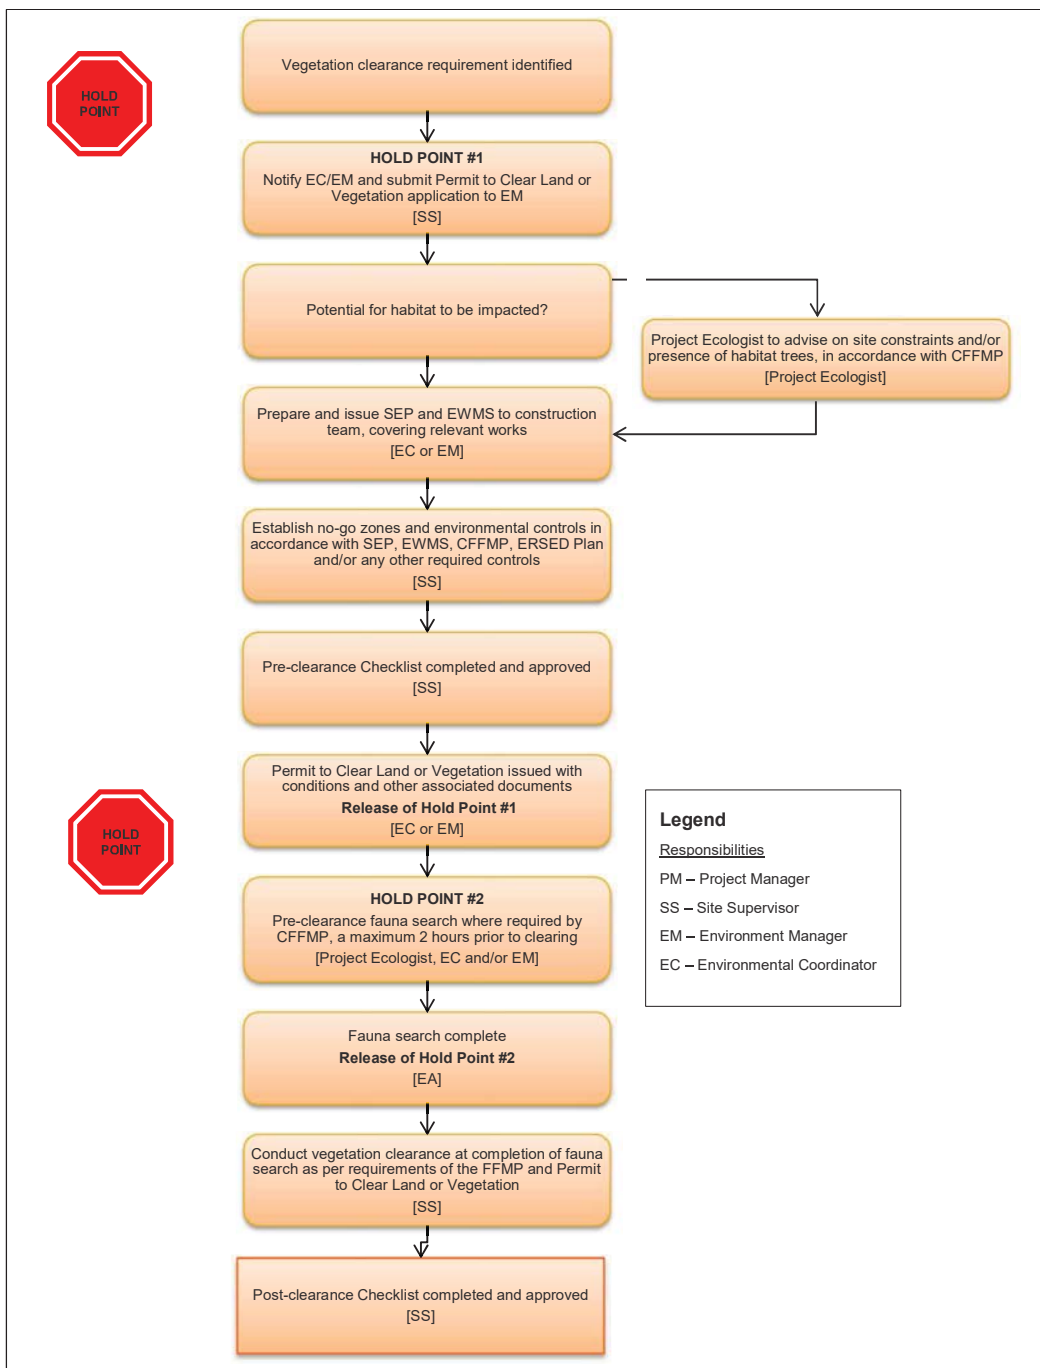 HOLD
POINT
Vegetation clearance requirement identified
HOLD POINT #1
Notify EC/EM and submit Permit to Clear Land or
Vegetation application to EM
[SS]
Potential for habitat to be impacted?
Project Ecologist to advise on site constraints and/or
presence of habitat trees, in accordance with CFFMP
[Project Ecologist]
Prepare and issue SEP and EWMS to construction
team, covering relevant works
[EC or EM]
Establish no-go zones and environmental controls in
accordance with SEP, EWMS, CFFMP, ERSED Plan
and/or any other required controls
[SS]
Pre-clearance Checklist completed and approved
[SS]
Permit to Clear Land or Vegetation issued with
conditions and other associated documents
Release of Hold Point #1
[EC or EM]
HOLD
POINT
HOLD POINT #2
Pre-clearance fauna search where required by
CFFMP, a maximum 2 hours prior to clearing
[Project Ecologist, EC and/or EM]
Fauna search complete
Release of Hold Point #2
[EA]
Conduct vegetation clearance at completion of fauna
search as per requirements of the FFMP and Permit
to Clear Land or Vegetation
[SS]
Post-clearance Checklist completed and approved
[SS]
Legend
Responsibilities
PM – Project Manager
SS – Site Supervisor
EM – Environment Manager
EC – Environmental Coordinator